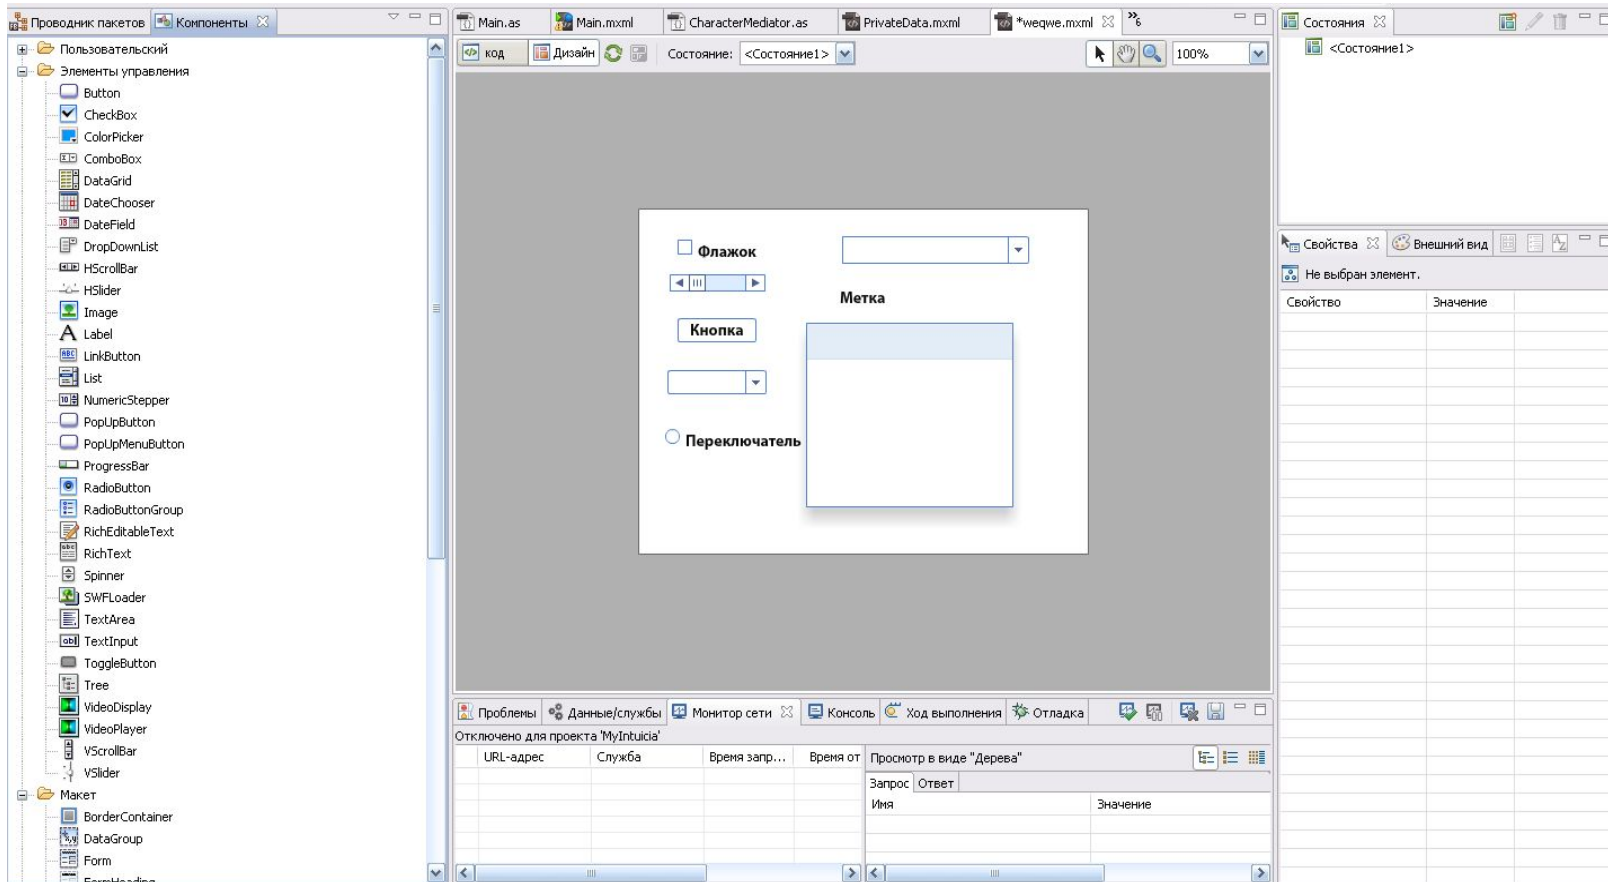 Проводник пакетов
Компоненты
Пользовательский
Элементы управления
Button
CheckBox
ColorPicker
ComboBox
DataGrid
DateChooser
DateField
DropDownList
HScrollBar
HSlider
Image
Label
LinkButton
List
NumericStepper
PopUpButton
PopUpMenuButton
ProgressBar
RadioButton
RadioButtonGroup
RichEditableText
RichText
Spinner
SWFLoader
TextArea
TextInput
ToggleButton
Tree
VideoDisplay
VideoPlayer
VScrollBar
VSlider
Макет
BorderContainer
DataGroup
Form
FormHeading
Main.as
Main.mxml
CharacterMediator.as
PrivateData.mxml
*weqwe.mxml
»6
код
Дизайн
Состояние:
<Состояние1>
100%
Флажок
Метка
Кнопка
Переключатель
Проблемы
Данные/службы
Монитор сети
Консоль
Ход выполнения
Отладка
Отключено для проекта 'MyIntuicia'
URL-адрес
Служба
Время запр...
Время от
Просмотр в виде "Дерева"
Запрос
Ответ
Имя
Значение
Состояния
<Состояние1>
Свойства
Внешний вид
Не выбран элемент.
Свойство
Значение